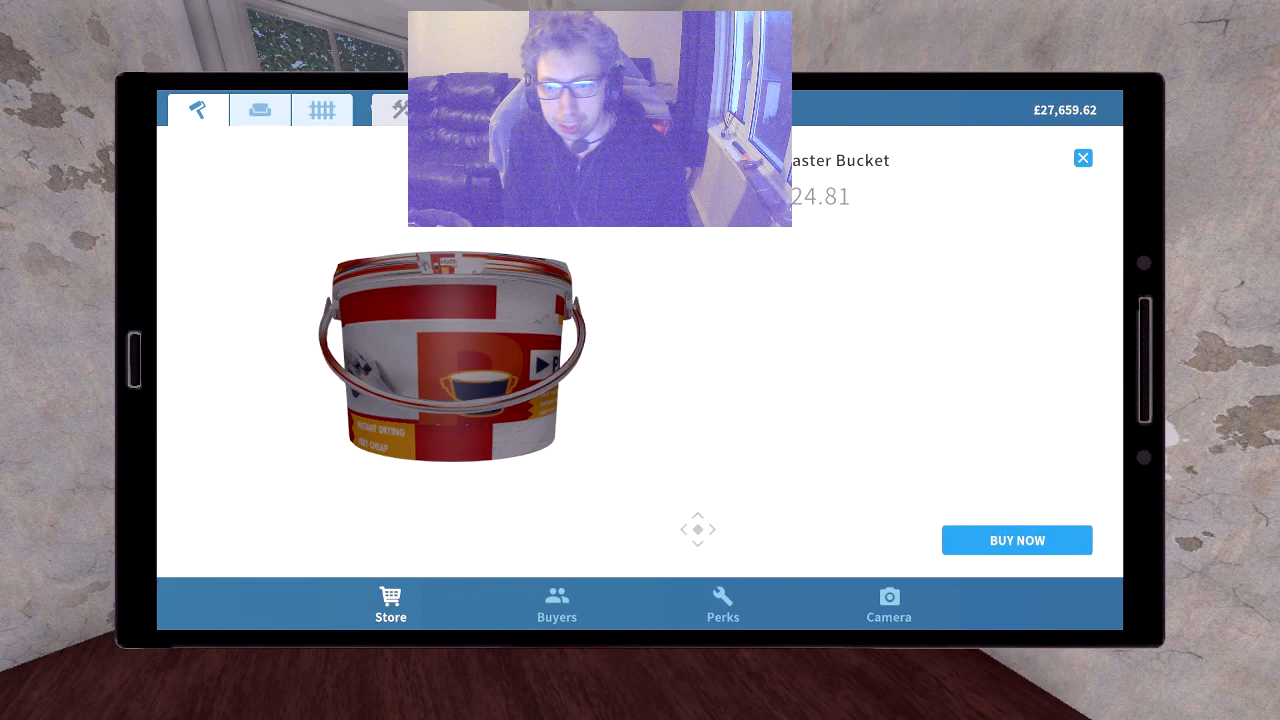 £27,659.62
aster Bucket
24.81
INSTANT DRYING
VERY CHEAP
BUY NOW
Store
Buyers
Perks
Camera